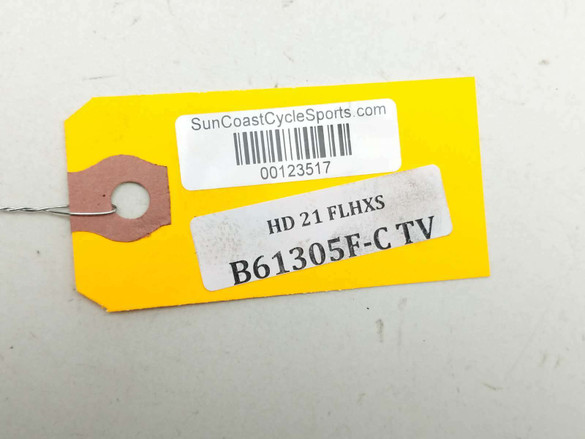 SunCoastCycleSports.com
00123517
HD 21 FLHXS
B61305F-C TV